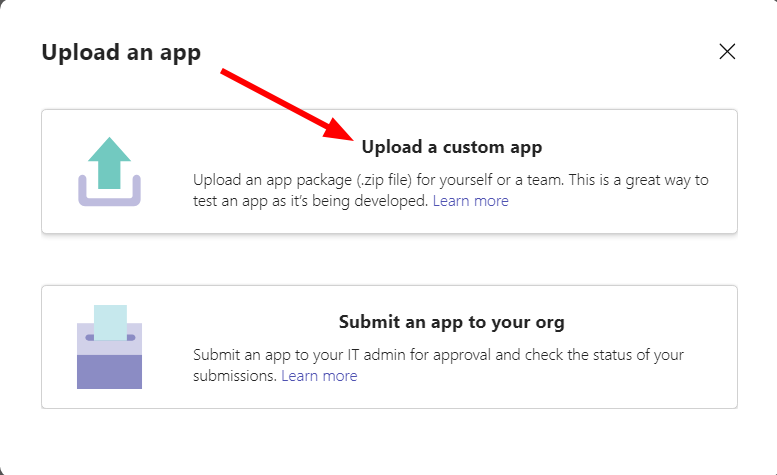 Upload an app
Upload a custom app
Upload an app package (.zip file) for yourself or a team. This is a great way to
test an app as it’s being developed. Learn more
Submit an app to your org
Submit an app to your IT admin for approval and check the status of your
submissions. Learn more